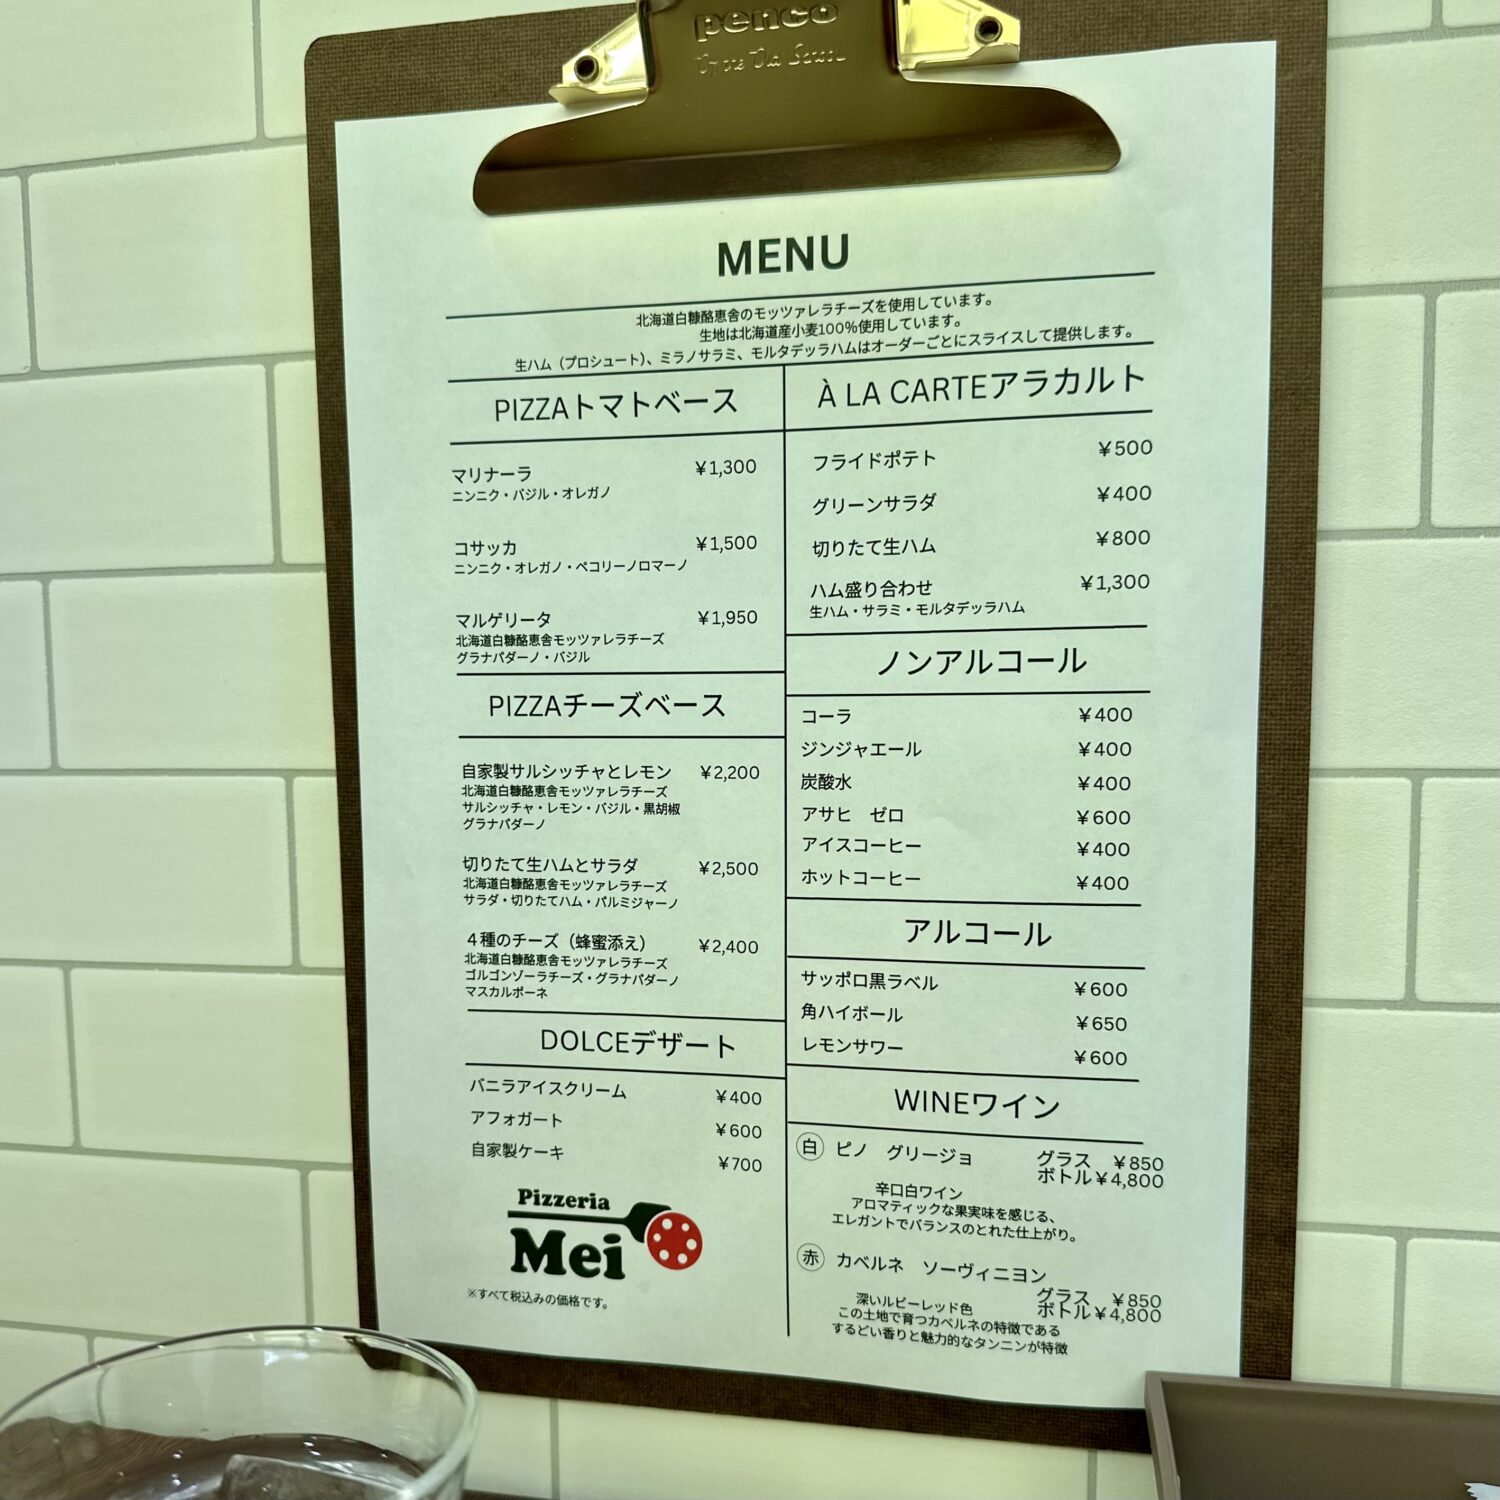 penco
MENU
北海道白糠酪恵舎のモッツァレラチーズを使用しています。
生地は北海道産小麦100%使用しています。
生ハム（プロシュート）、ミラノサラミ、モルタデッラハムはオーダーごとにスライスして提供します。
PIZZAトマトベース
マリナーラ ¥1,300
ニンニク・バジル・オレガノ
コサッカ ¥1,500
ニンニク・オレガノ・ペコリーノロマーノ
マルゲリータ ¥1,950
北海道白糠酪恵舎モッツァレラチーズ
グラナパダーノ・バジル
PIZZAチーズベース
自家製サルシッチャとレモン ¥2,200
北海道白糠酪恵舎モッツァレラチーズ
サルシッチャ・レモン・バジル・黒胡椒
グラナパダーノ
切りたて生ハムとサラダ ¥2,500
北海道白糠酪恵舎モッツァレラチーズ
サラダ・切りたてハム・パルミジャーノ
４種のチーズ（蜂蜜添え） ¥2,400
北海道白糠酪恵舎モッツァレラチーズ
ゴルゴンゾーラチーズ・グラナパダーノ
マスカルポーネ
DOLCEデザート
バニラアイスクリーム ¥400
アフォガート ¥600
自家製ケーキ ¥700
Pizzeria
Mei
※すべて税込みの価格です。
À LA CARTEアラカルト
フライドポテト ¥500
グリーンサラダ ¥400
切りたて生ハム ¥800
ハム盛り合わせ ¥1,300
生ハム・サラミ・モルタデッラハム
ノンアルコール
コーラ ¥400
ジンジャエール ¥400
炭酸水 ¥400
アサヒ　ゼロ ¥600
アイスコーヒー ¥400
ホットコーヒー ¥400
アルコール
サッポロ黒ラベル ¥600
角ハイボール ¥650
レモンサワー ¥600
WINEワイン
白 ピノ　グリージョ グラス ¥850
ボトル¥4,800
辛口白ワイン
アロマティックな果実味を感じる、
エレガントでバランスのとれた仕上がり。
赤 カベルネ　ソーヴィニヨン
グラス ¥850
ボトル¥4,800
深いルビーレッド色
この土地で育つカベルネの特徴である
するどい香りと魅力的なタンニンが特徴